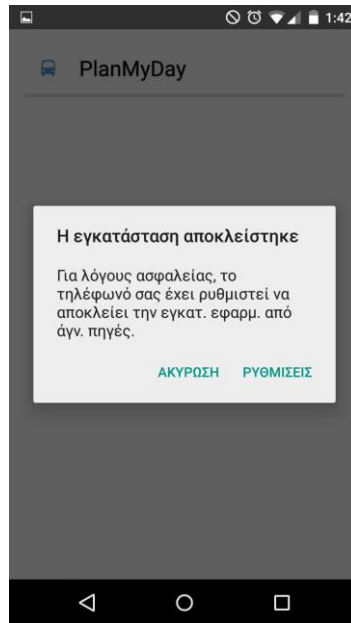 1:42
PlanMyDay
Η εγκατάσταση αποκλείστηκε
Για λόγους ασφαλείας, το
τηλέφωνό σας έχει ρυθμιστεί να
αποκλείει την εγκατ. εφαρμ. από
άγν. πηγές.
ΑΚΥΡΩΣΗ ΡΥΘΜΙΣΕΙΣ